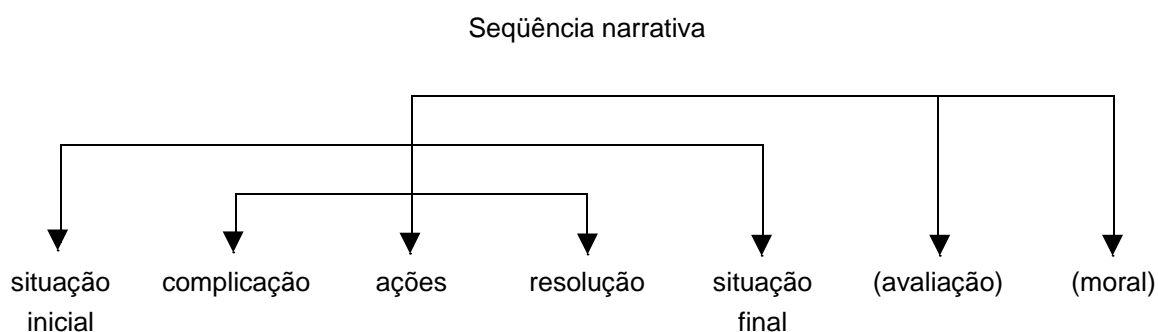 Seqüência narrativa
situação complicação ações resolução situação (avaliação) (moral)
inicial final